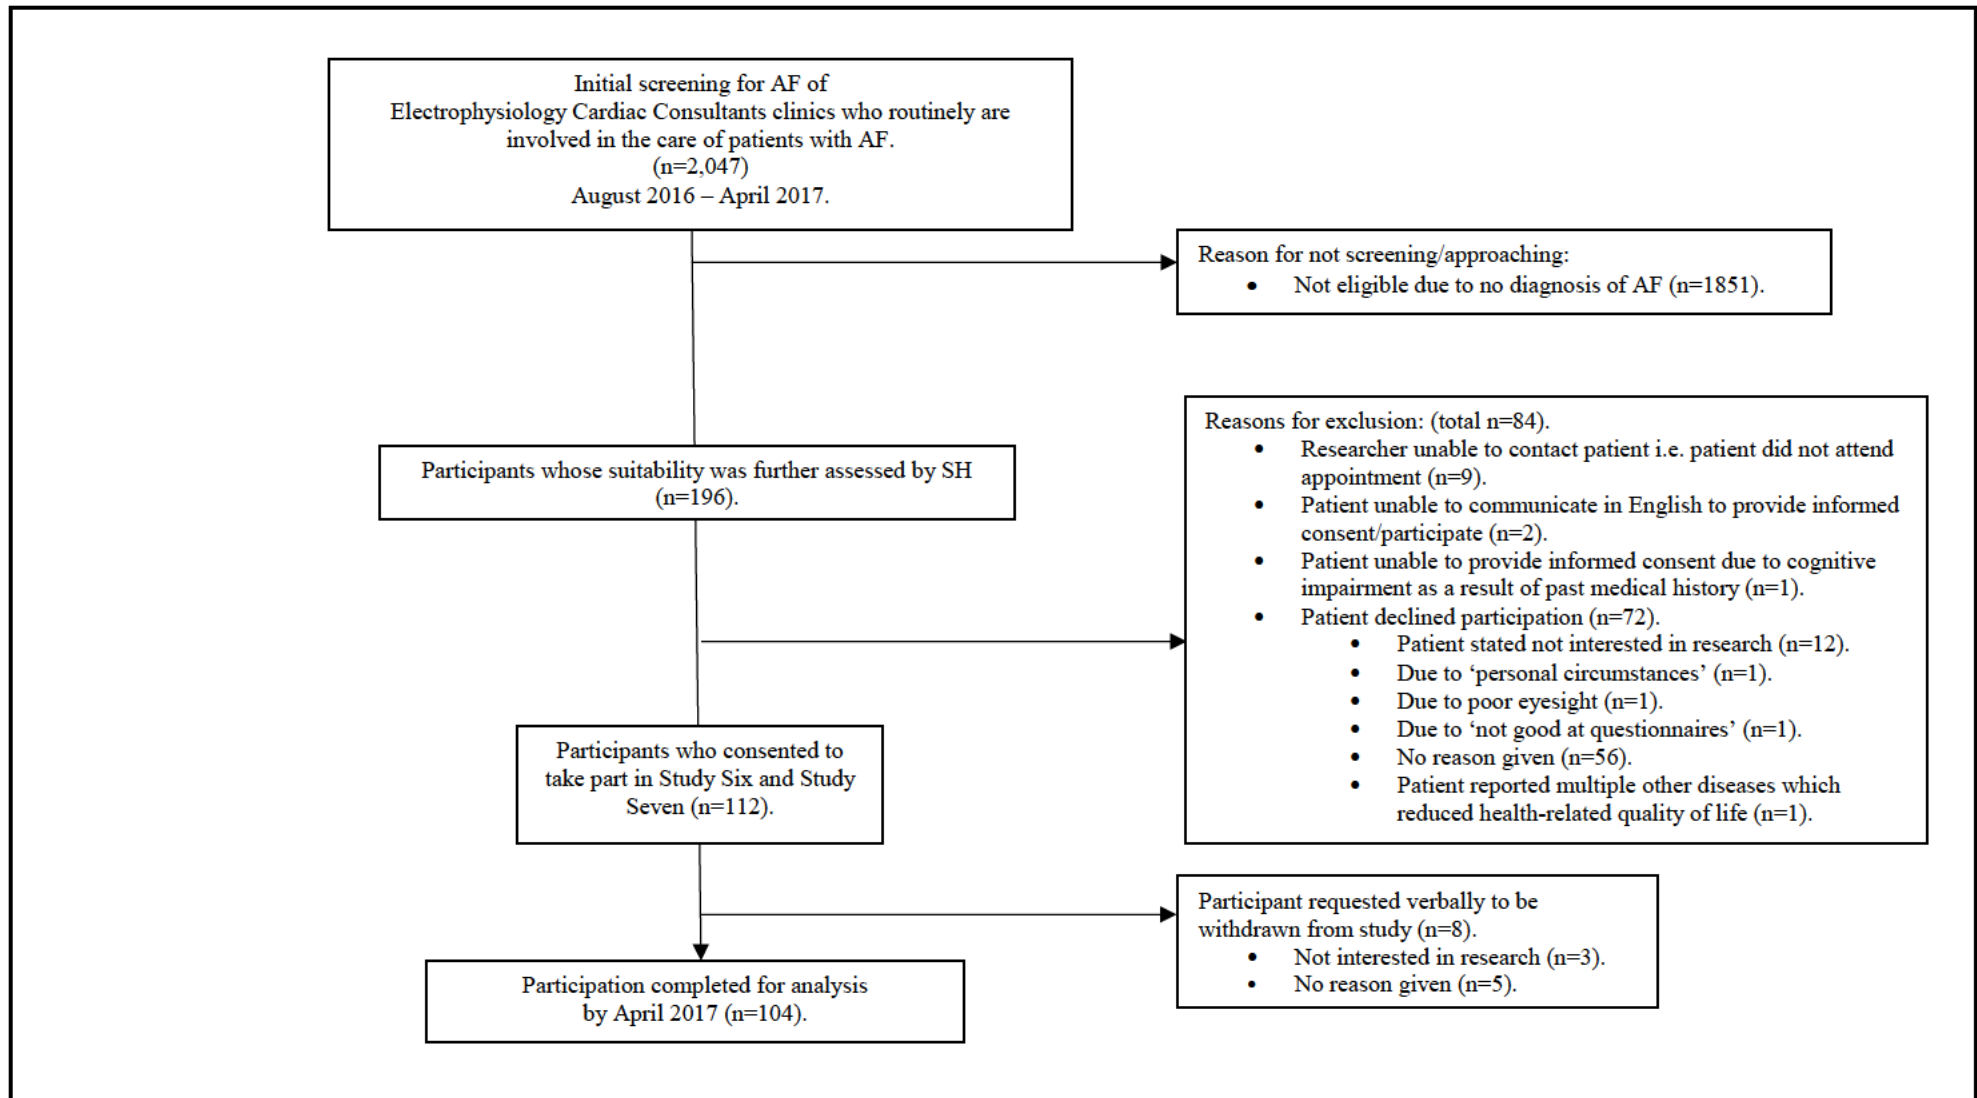 Initial screening for AF of
Electrophysiology Cardiac Consultants clinics who routinely are
involved in the care of patients with AF.
(n=2,047)
August 2016 – April 2017.
Reason for not screening/approaching:
• Not eligible due to no diagnosis of AF (n=1851).
Participants whose suitability was further assessed by SH
(n=196).
Reasons for exclusion: (total n=84).
• Researcher unable to contact patient i.e. patient did not attend
appointment (n=9).
• Patient unable to communicate in English to provide informed
consent/participate (n=2).
• Patient unable to provide informed consent due to cognitive
impairment as a result of past medical history (n=1).
• Patient declined participation (n=72).
• Patient stated not interested in research (n=12).
• Due to ‘personal circumstances’ (n=1).
• Due to poor eyesight (n=1).
• Due to ‘not good at questionnaires’ (n=1).
• No reason given (n=56).
• Patient reported multiple other diseases which
reduced health-related quality of life (n=1).
Participants who consented to
take part in Study Six and Study
Seven (n=112).
Participant requested verbally to be
withdrawn from study (n=8).
• Not interested in research (n=3).
• No reason given (n=5).
Participation completed for analysis
by April 2017 (n=104).